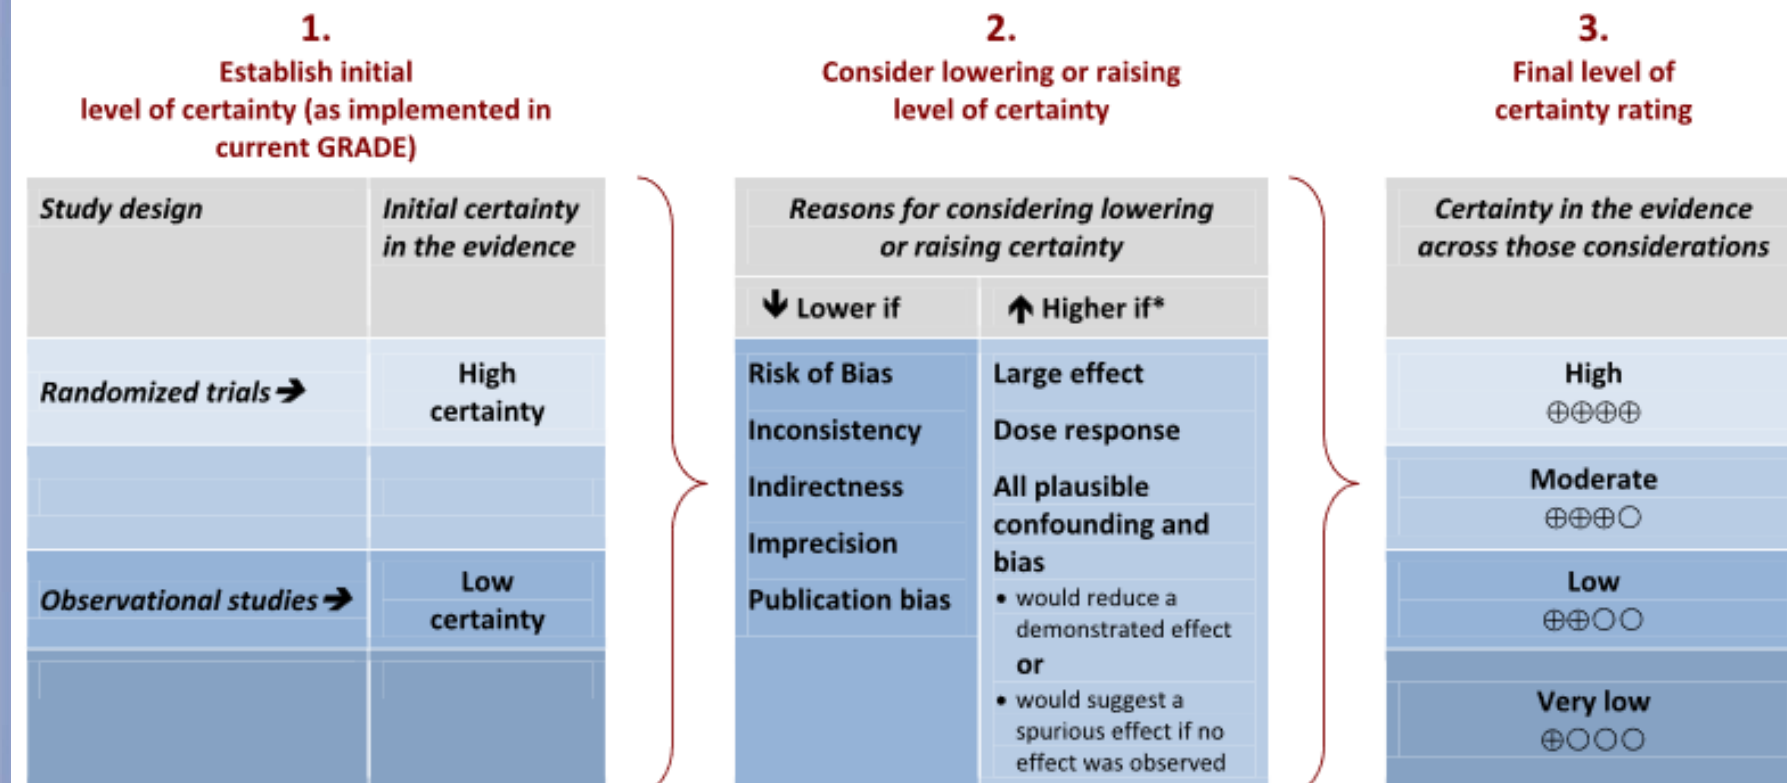 1.
Establish initial
level of certainty (as implemented in
current GRADE)
Study design
Initial certainty
in the evidence
Randomized trials ➔
High
certainty
Observational studies ➔
Low
certainty
2.
Consider lowering or raising
level of certainty
Reasons for considering lowering
or raising certainty
🡫 Lower if
🡩 Higher if*
Risk of Bias
Inconsistency
Indirectness
Imprecision
Publication bias
Large effect
Dose response
All plausible
confounding and
bias
• would reduce a
demonstrated effect
or
• would suggest a
spurious effect if no
effect was observed
3.
Final level of
certainty rating
Certainty in the evidence
across those considerations
High
⊕⊕⊕⊕
Moderate
⊕⊕⊕○
Low
⊕⊕○○
Very low
⊕○○○